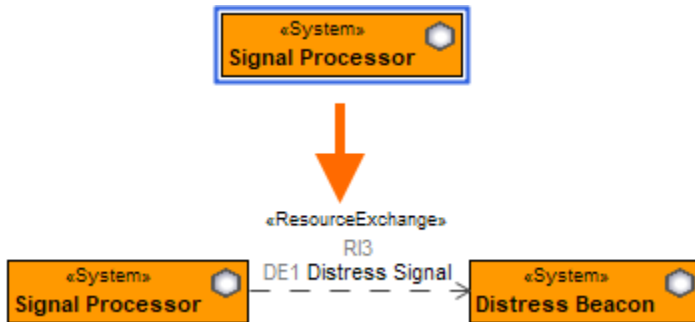 «System»
Signal Processor
«ResourceExchange»
RI3
DE1 Distress Signal
«System»
Signal Processor
«System»
Distress Beacon